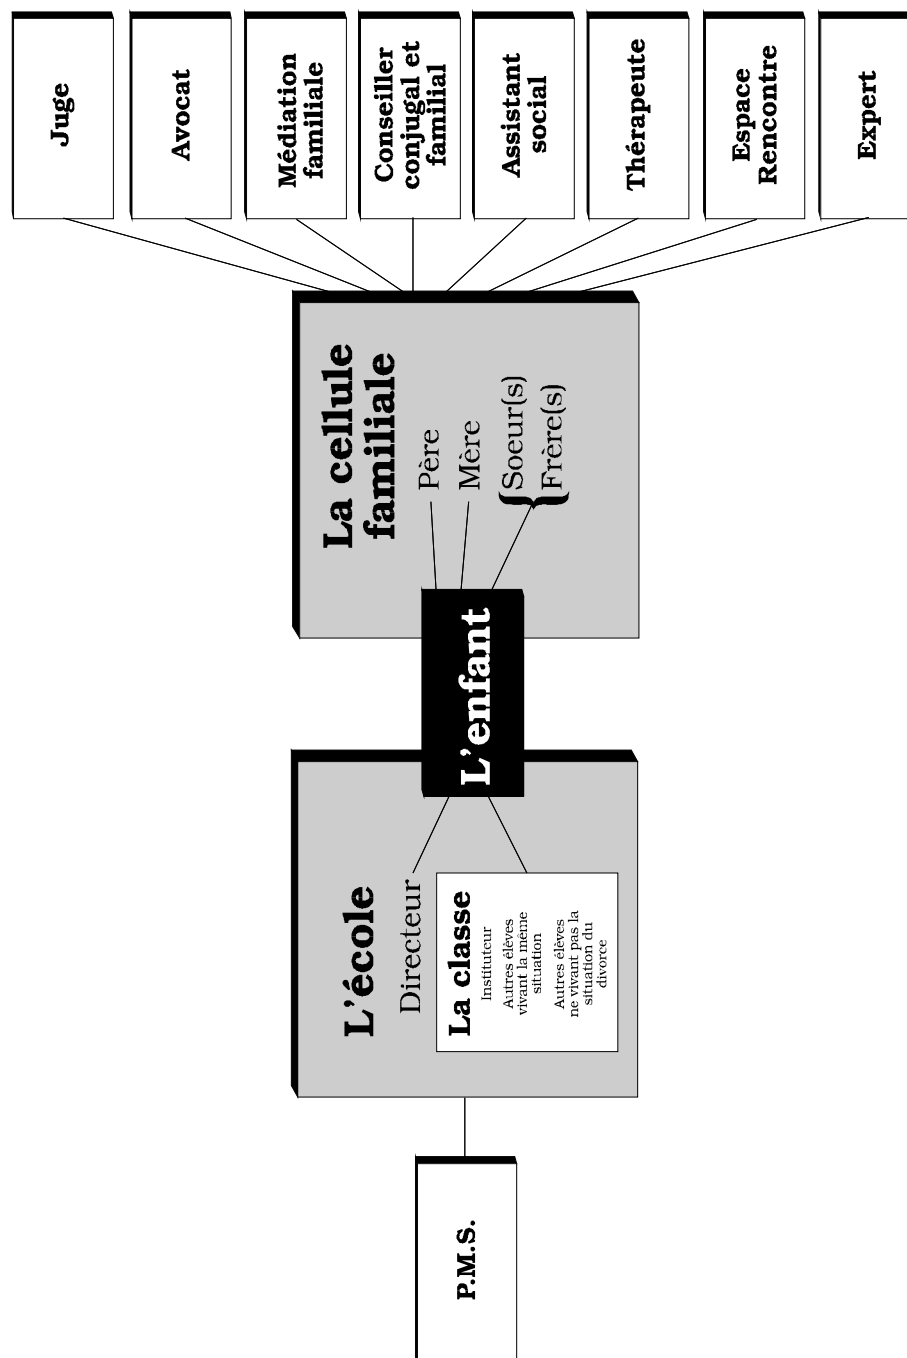 Juge
Avocat
Médiation
familiale
Conseiller
conjugal et
familial
Assistant
social
Thérapeute
Espace
Rencontre
Expert
La cellule
familiale
Père
Mère
Soeur(s)
Frère(s)
L'enfant
L'école
Directeur
La classe
Instituteur
Autres élèves
vivant la même
situation
Autres élèves
ne vivant pas la
situation du
divorce
P.M.S.